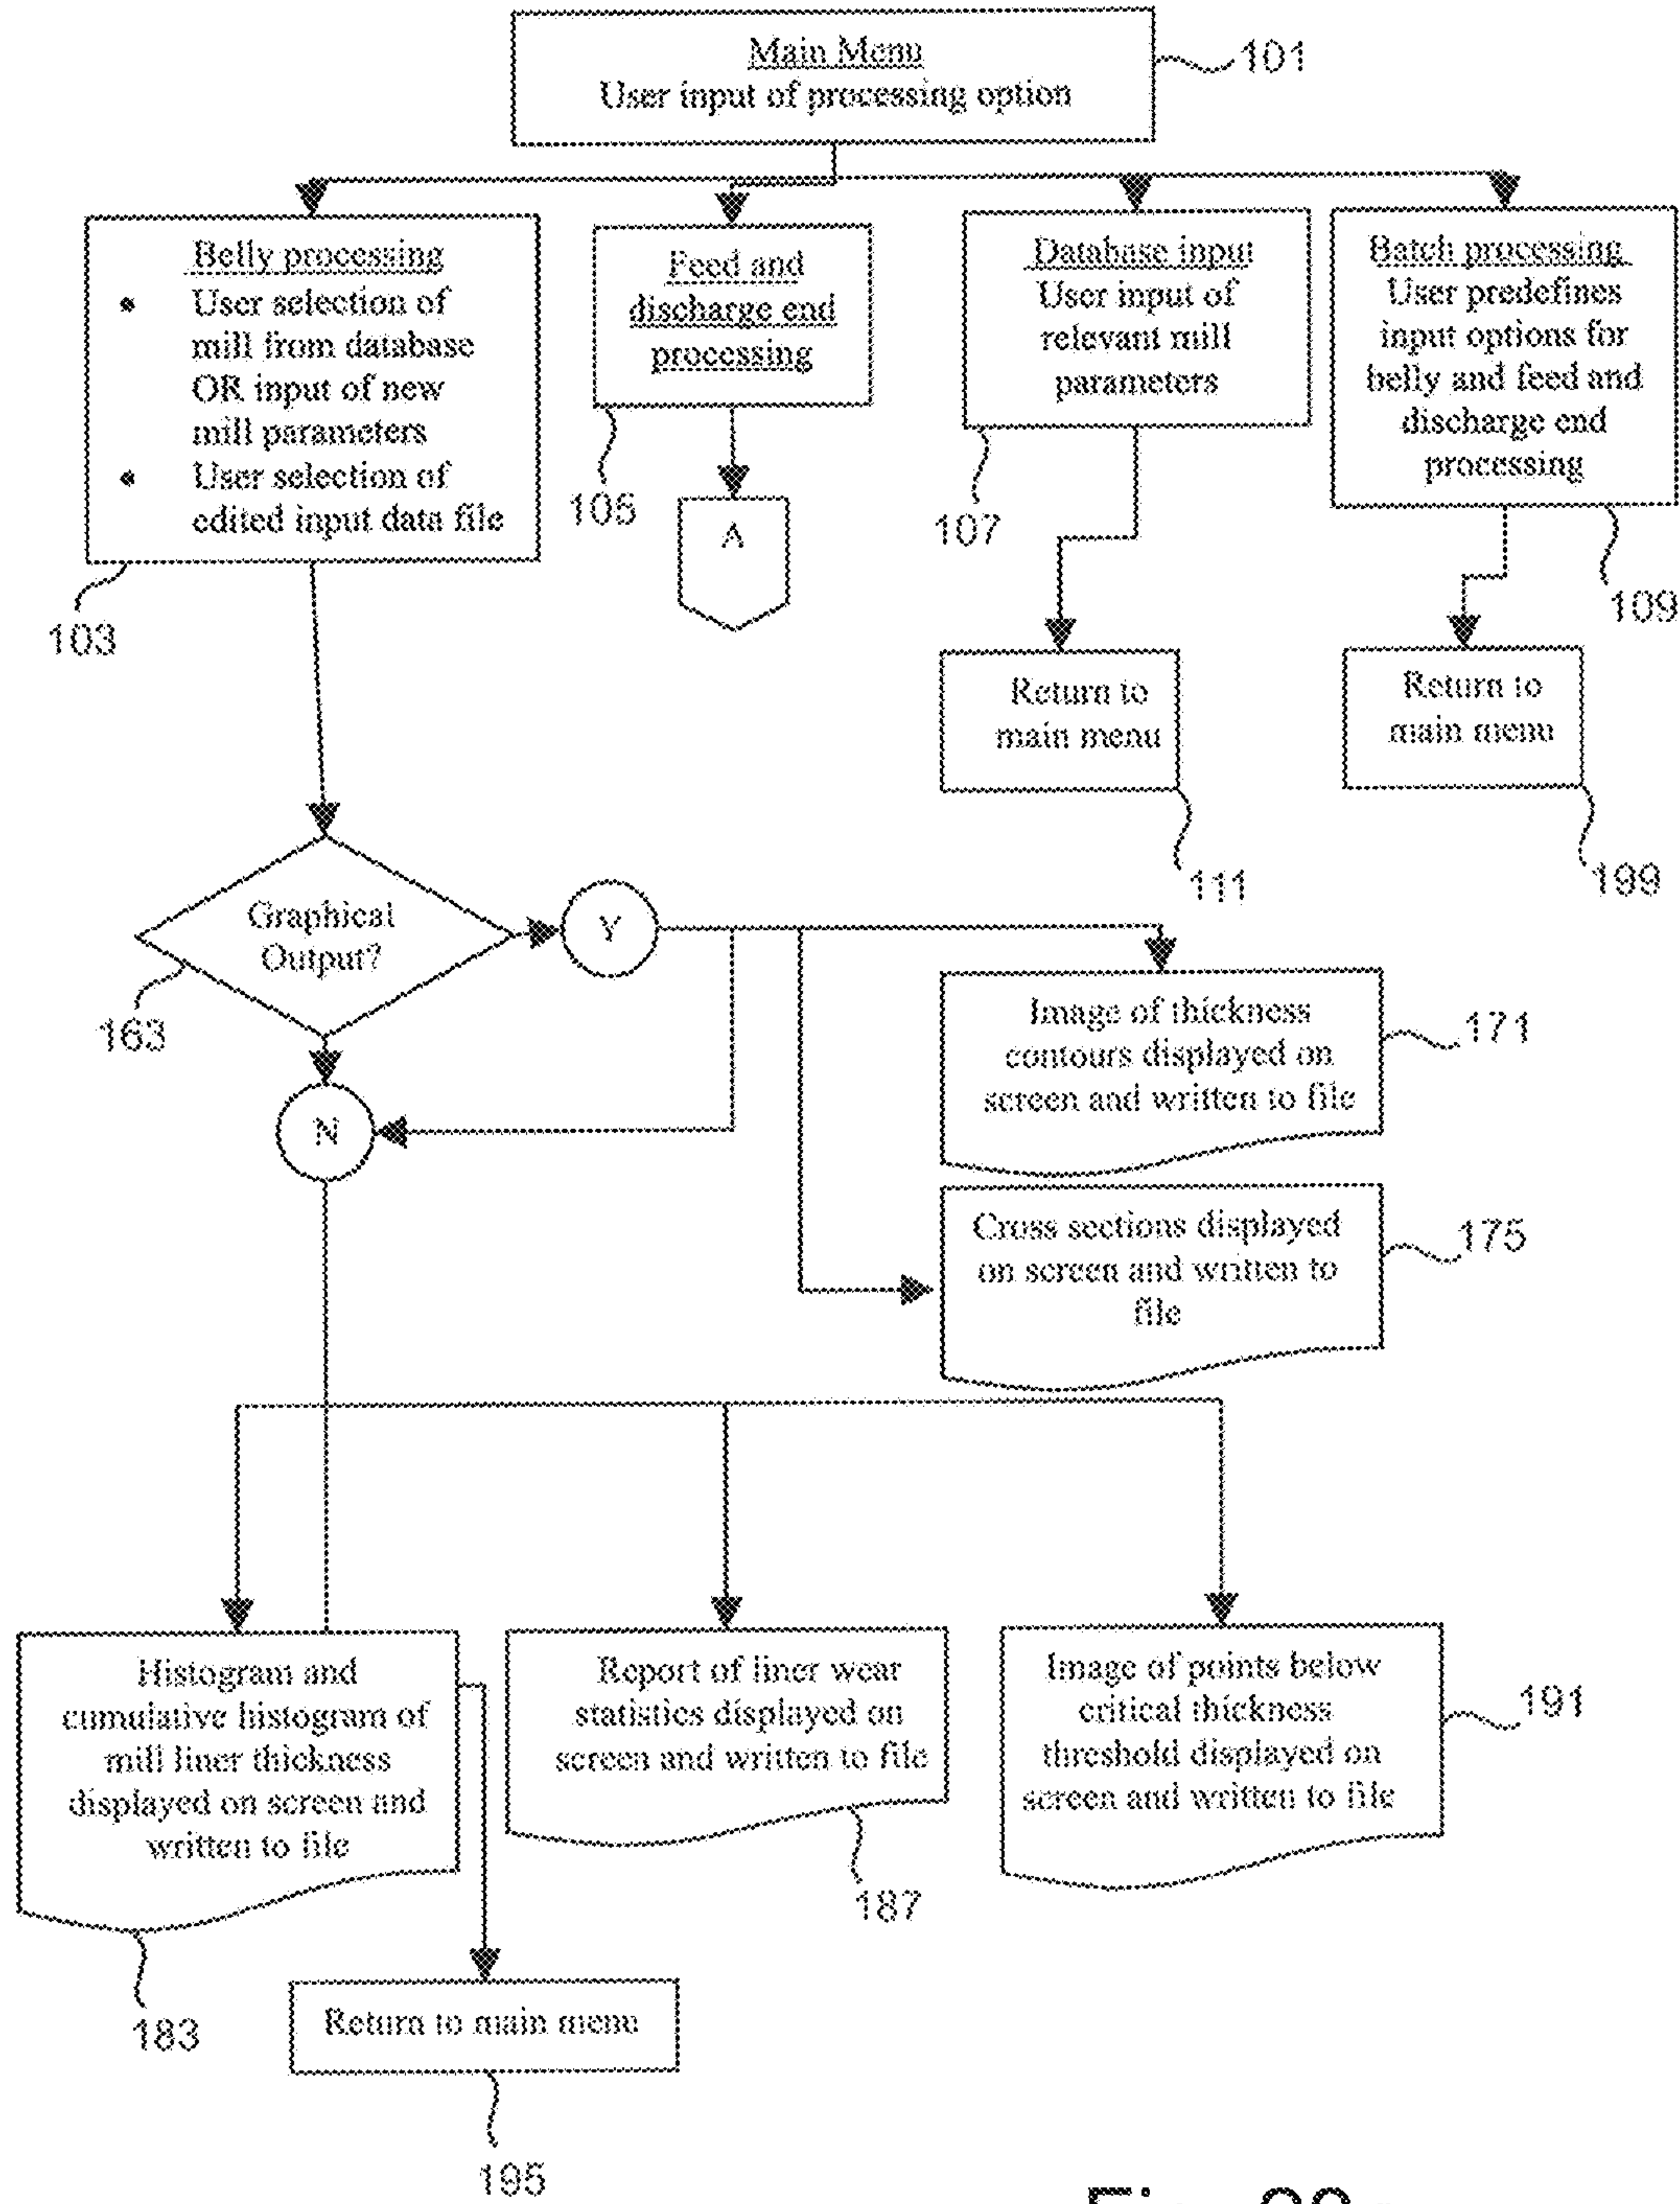 Main Menu
User input of processing option
101
Belly processing
• User selection of
mill from database
OR input of new
mill parameters
• User selection of
edited input data file
103
Feed and
discharge end
processing
105
A
Database input
User input of
relevant mill
parameters
107
Batch processing
User predefines
input options for
belly and feed and
discharge end
processing
109
Return to
main menu
111
Return to
main menu
199
Graphical
Output?
163
Y
N
Image of thickness
contours displayed on
screen and written to file
171
Cross sections displayed
on screen and written to
file
175
Histogram and
cumulative histogram of
mill liner thickness
displayed on screen and
written to file
183
Report of liner wear
statistics displayed on
screen and written to file
187
Image of points below
critical thickness
threshold displayed on
screen and written to file
191
Return to main menu
195